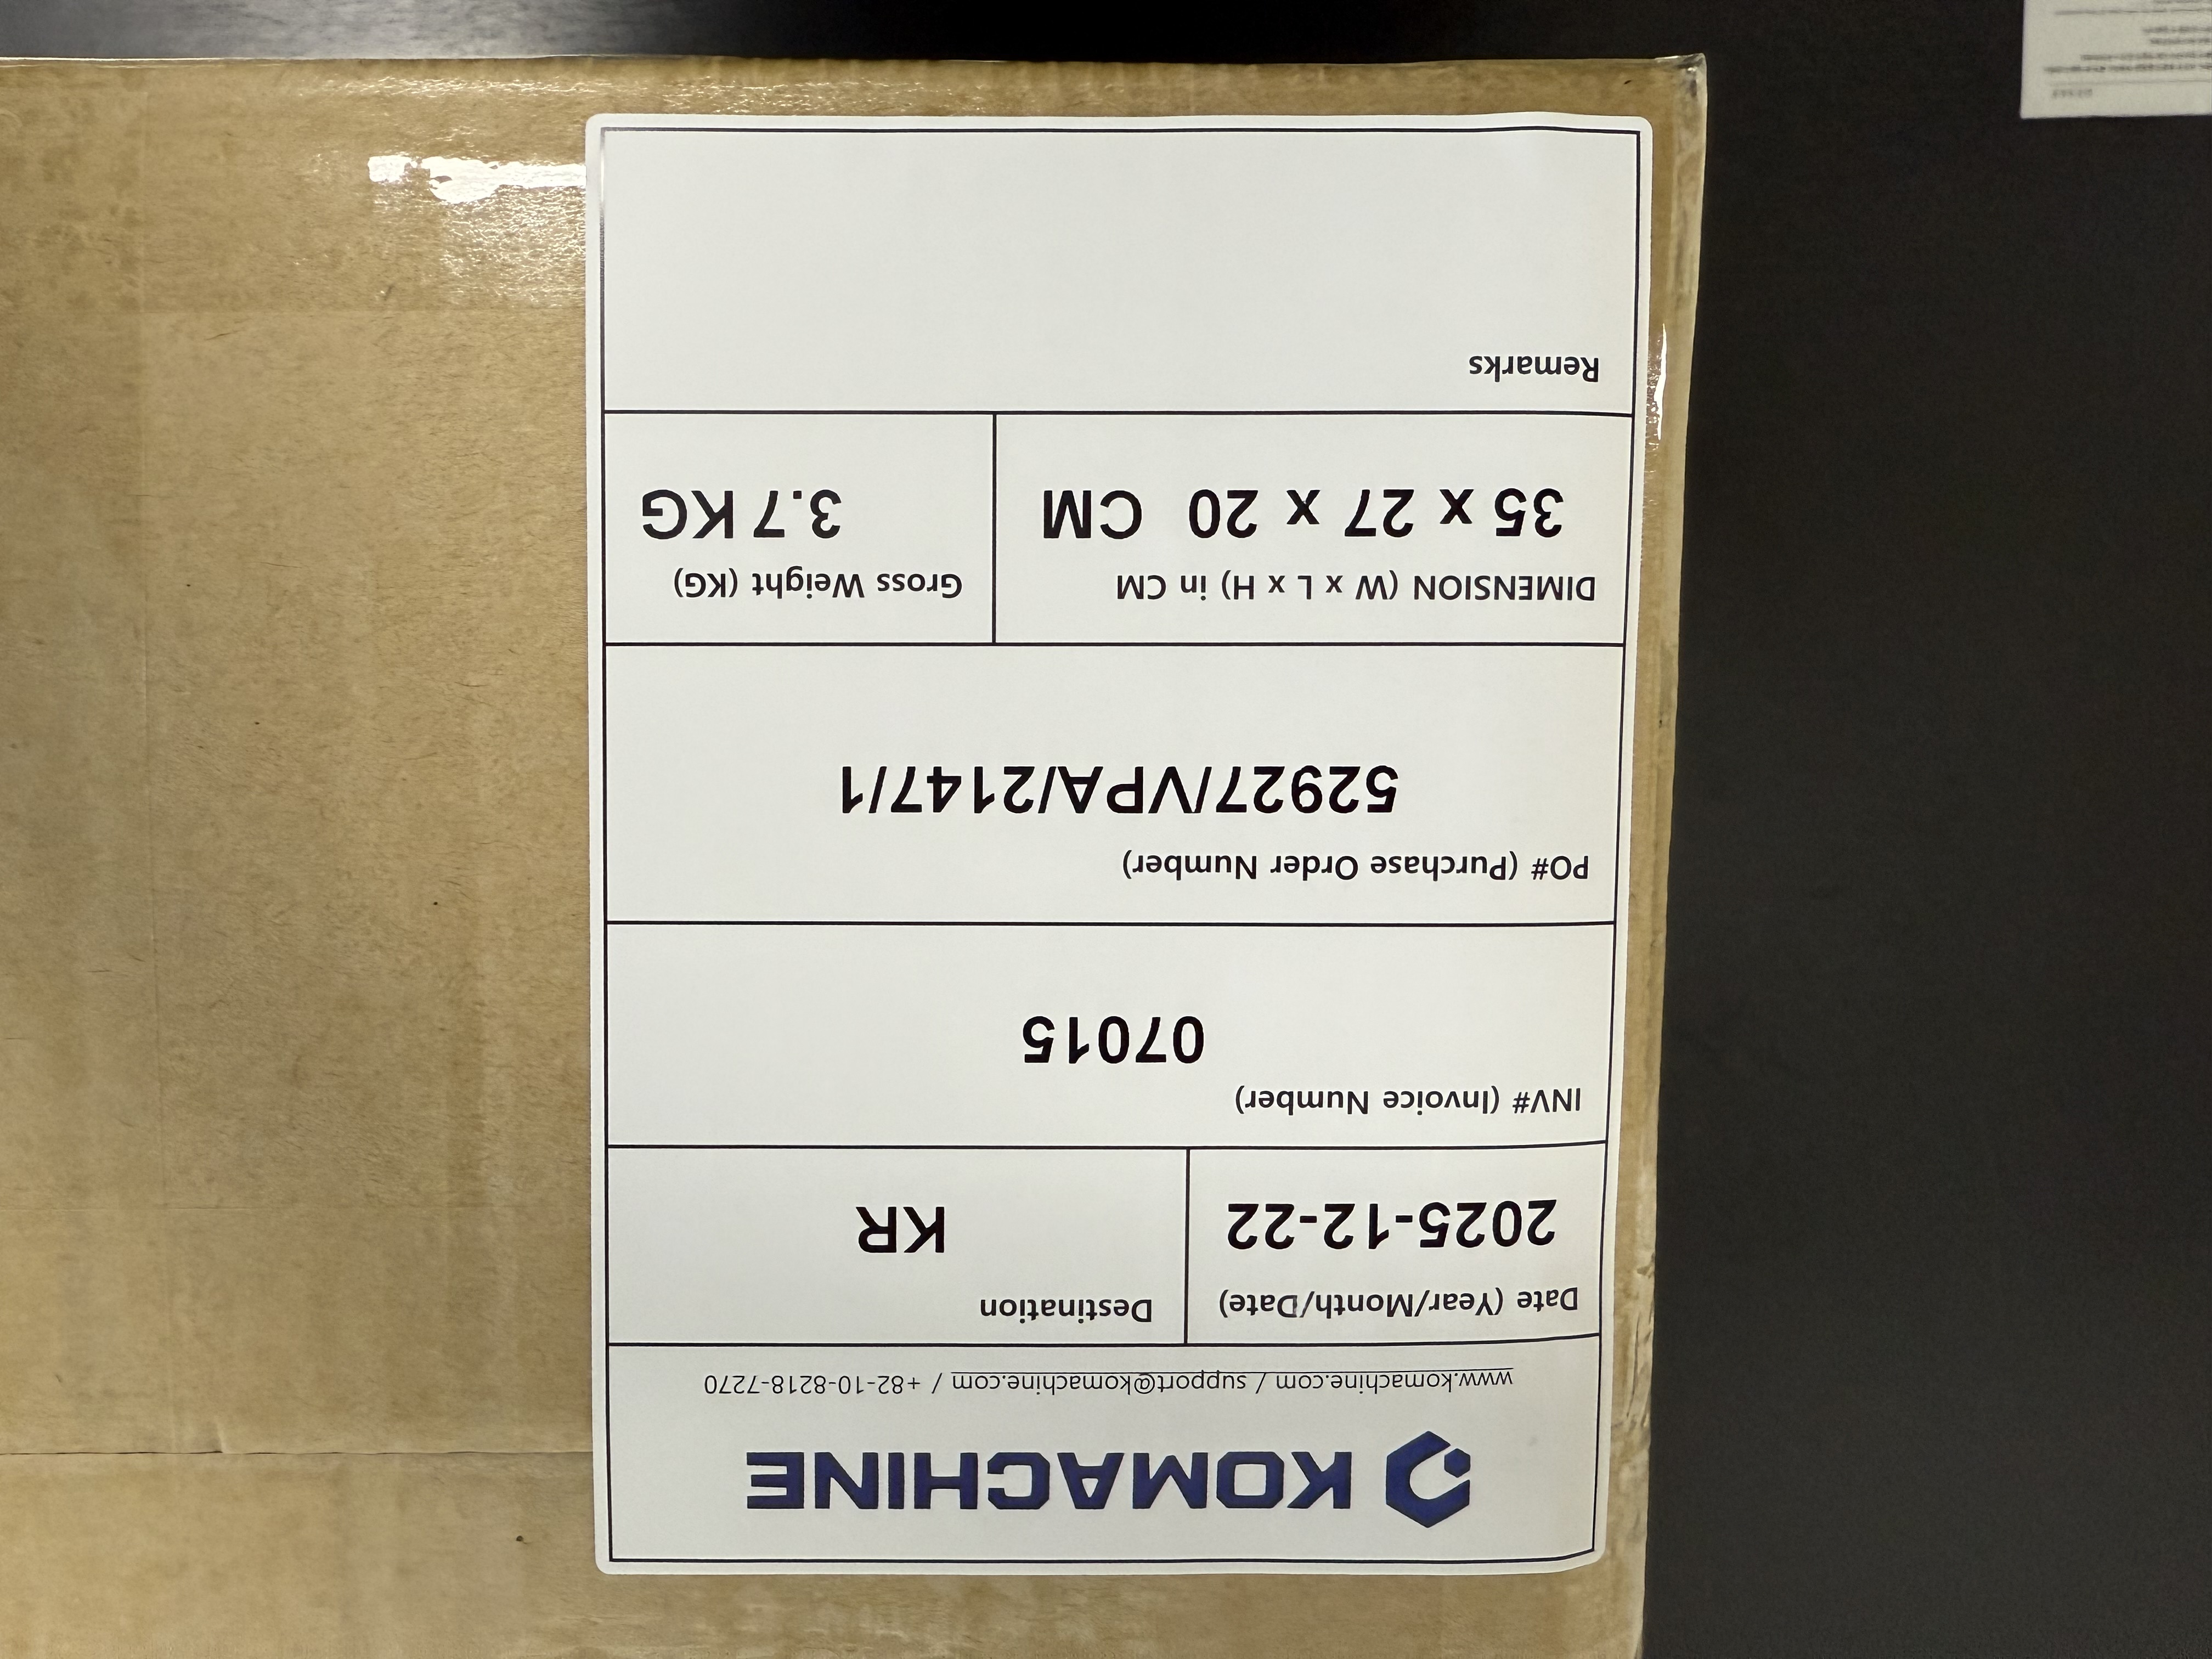 KOMACHINE
www.komachine.com / support@komachine.com / +82-10-8218-7270
Date (Year/Month/Date)
2025-12-22
Destination
KR
INV# (Invoice Number)
07015
PO# (Purchase Order Number)
52927/VPA/2147/1
DIMENSION (W x L x H) in CM
35 x 27 x 20 CM
Gross Weight (KG)
3.7 KG
Remarks